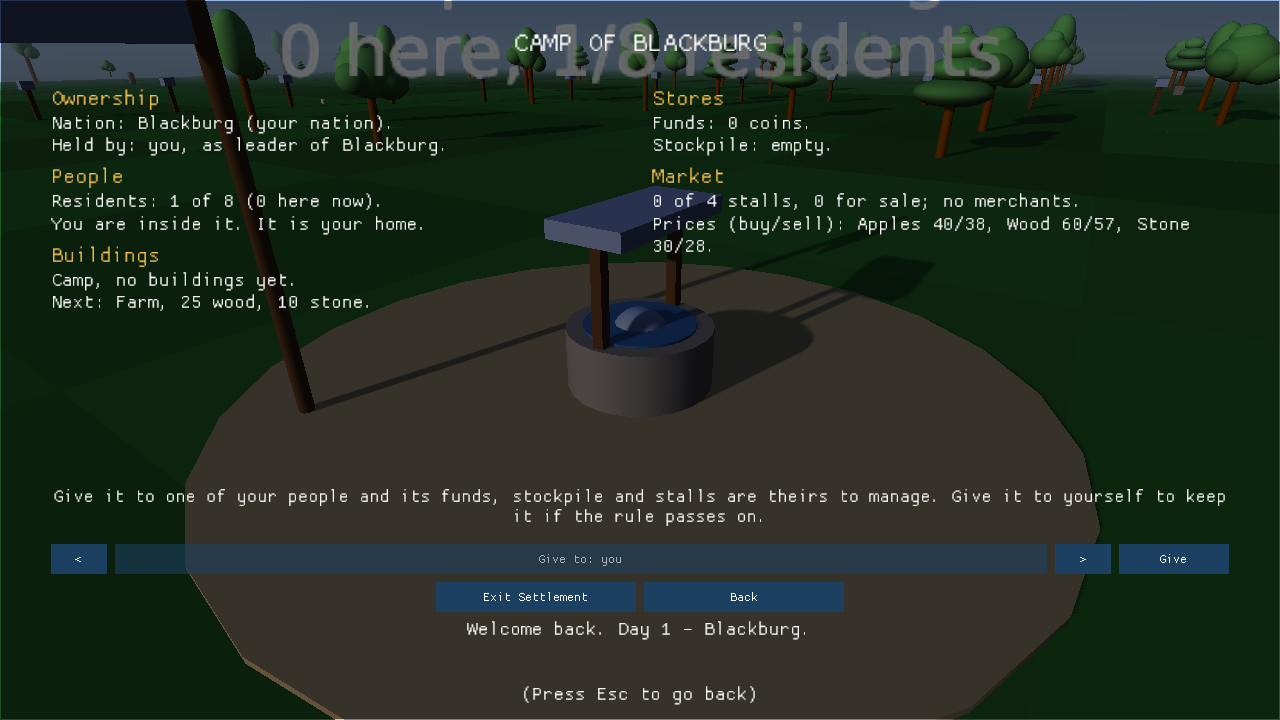 0 here, 1/8 residents
CAMP OF BLACKBURG
Ownership
Nation: Blackburg (your nation).
Held by: you, as leader of Blackburg.
People
Residents: 1 of 8 (0 here now).
You are inside it. It is your home.
Buildings
Camp, no buildings yet.
Next: Farm, 25 wood, 10 stone.
Stores
Funds: 0 coins.
Stockpile: empty.
Market
0 of 4 stalls, 0 for sale; no merchants.
Prices (buy/sell): Apples 40/38, Wood 60/57, Stone
30/28.
Give it to one of your people and its funds, stockpile and stalls are theirs to manage. Give it to yourself to keep
it if the rule passes on.
< Give to: you > Give
Exit Settlement Back
Welcome back. Day 1 - Blackburg.
(Press Esc to go back)